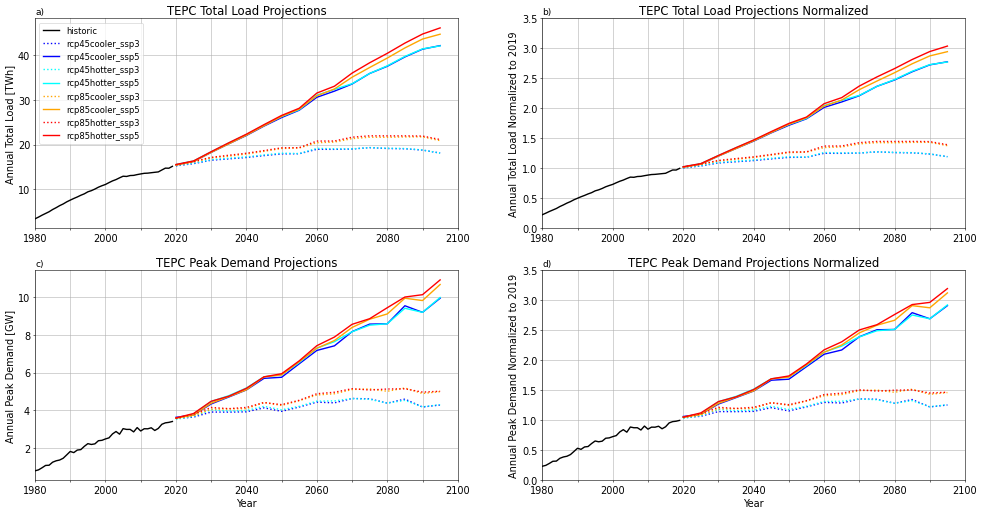 a)
TEPC Total Load Projections
historic
rcp45cooler_ssp3
rcp45cooler_ssp5
rcp45hotter_ssp3
rcp45hotter_ssp5
rcp85cooler_ssp3
rcp85cooler_ssp5
rcp85hotter_ssp3
rcp85hotter_ssp5
Annual Total Load [TWh]
40
30
20
10
1980 2000 2020 2040 2060 2080 2100
b)
TEPC Total Load Projections Normalized
Annual Total Load Normalized to 2019
3.5
3.0
2.5
2.0
1.5
1.0
0.5
0.0
1980 2000 2020 2040 2060 2080 2100
c)
TEPC Peak Demand Projections
Annual Peak Demand [GW]
10
8
6
4
2
1980 2000 2020 2040 2060 2080 2100
Year
d)
TEPC Peak Demand Projections Normalized
Annual Peak Demand Normalized to 2019
3.5
3.0
2.5
2.0
1.5
1.0
0.5
0.0
1980 2000 2020 2040 2060 2080 2100
Year